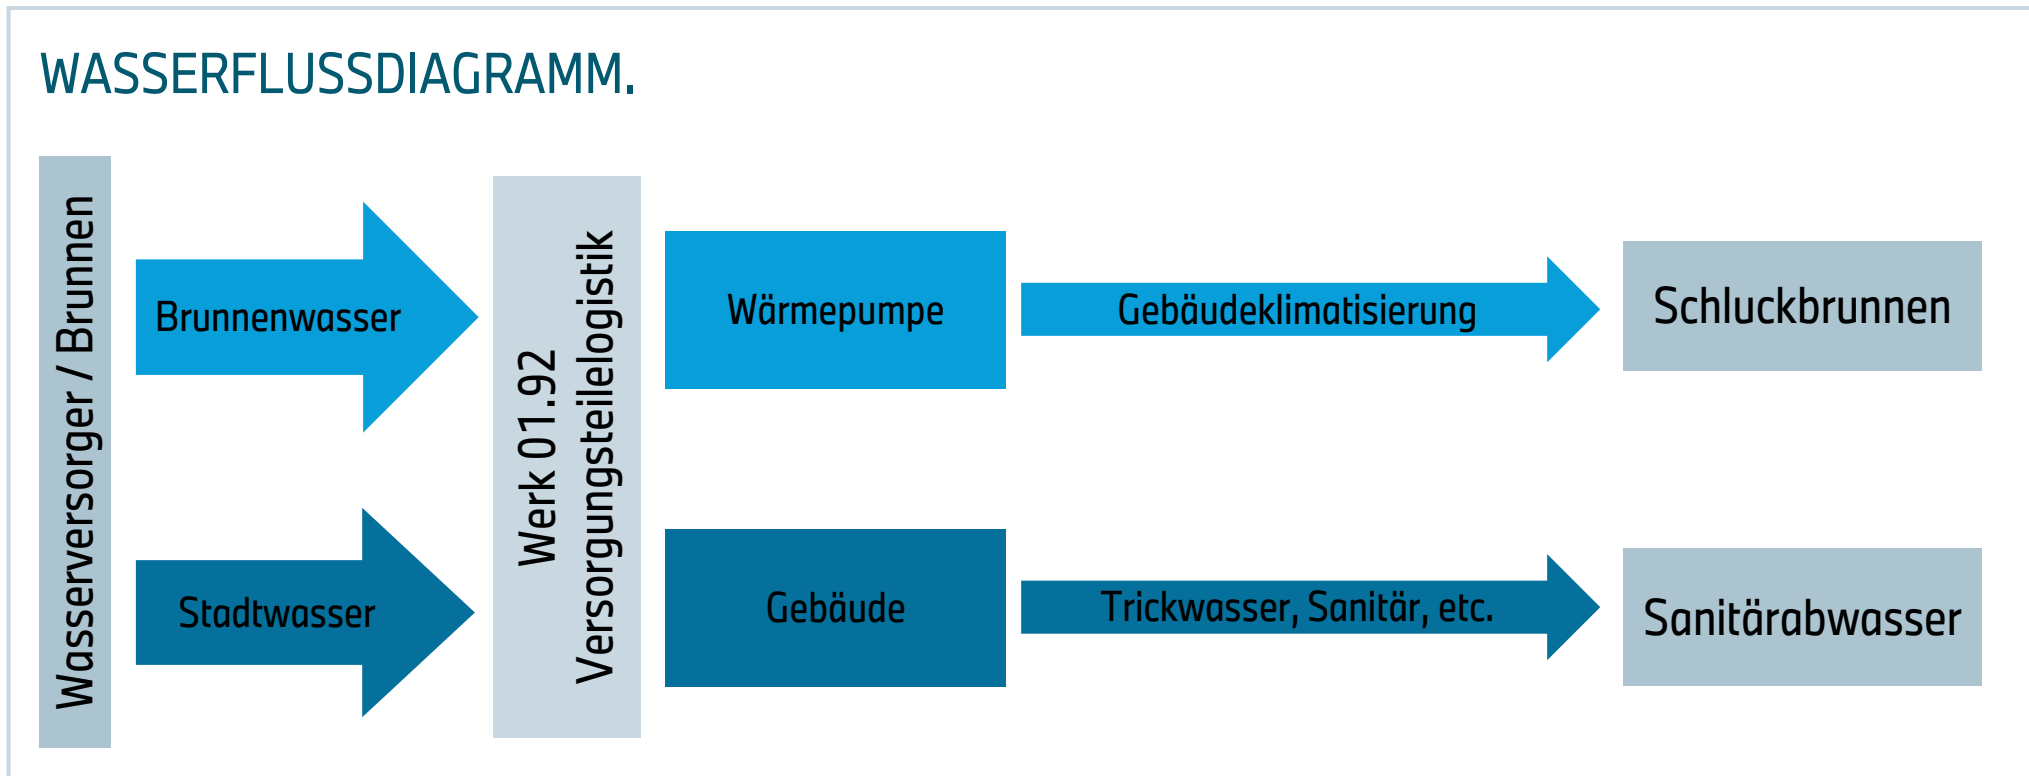 WASSERFLUSSDIAGRAMM.
Wasserversorger / Brunnen
Brunnenwasser
Stadtwasser
Werk 01.92
Versorgungsteilelogistik
Wärmepumpe
Gebäudeklimatisierung
Schluckbrunnen
Gebäude
Trickwasser, Sanitär, etc.
Sanitärabwasser